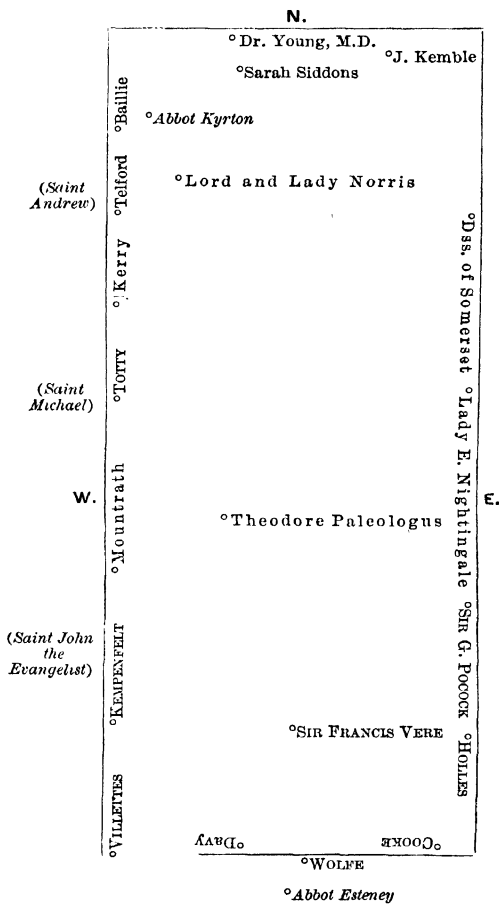 N.
°Dr. Young, M.D.
°J. Kemble
°Sarah Siddons
°Baillie
°Abbot Kyrton
(Saint
Andrew)
°Telford
°Lord and Lady Norris
°Kerry
°Dss. of Somerset
(Saint
Michael)
°TOTTY
°Lady E. Nightingale
W.
°Mountrath
°Theodore Paleologus
E.
(Saint John
the
Evangelist)
°KEMPENFELT
°SIR G. POCOCK
°SIR FRANCIS VERE
°HOLLES
°VILLETTES
°Davy
°COOKE
°WOLFE
°Abbot Esteney